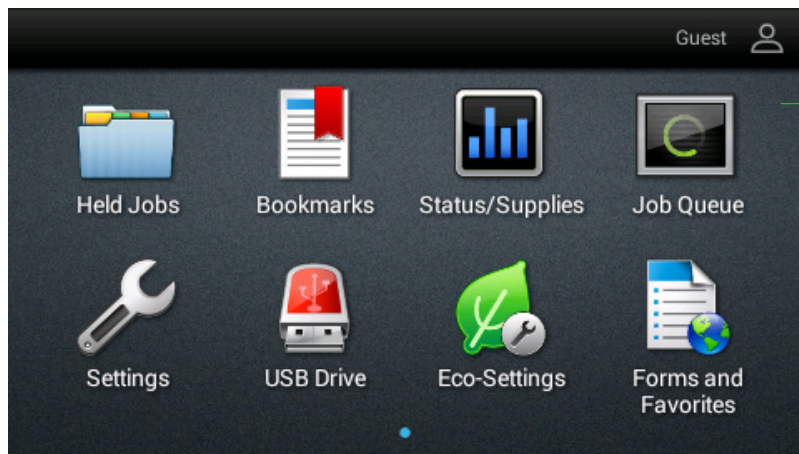 Guest
Held Jobs
Bookmarks
Status/Supplies
Job Queue
Settings
USB Drive
Eco-Settings
Forms and
Favorites